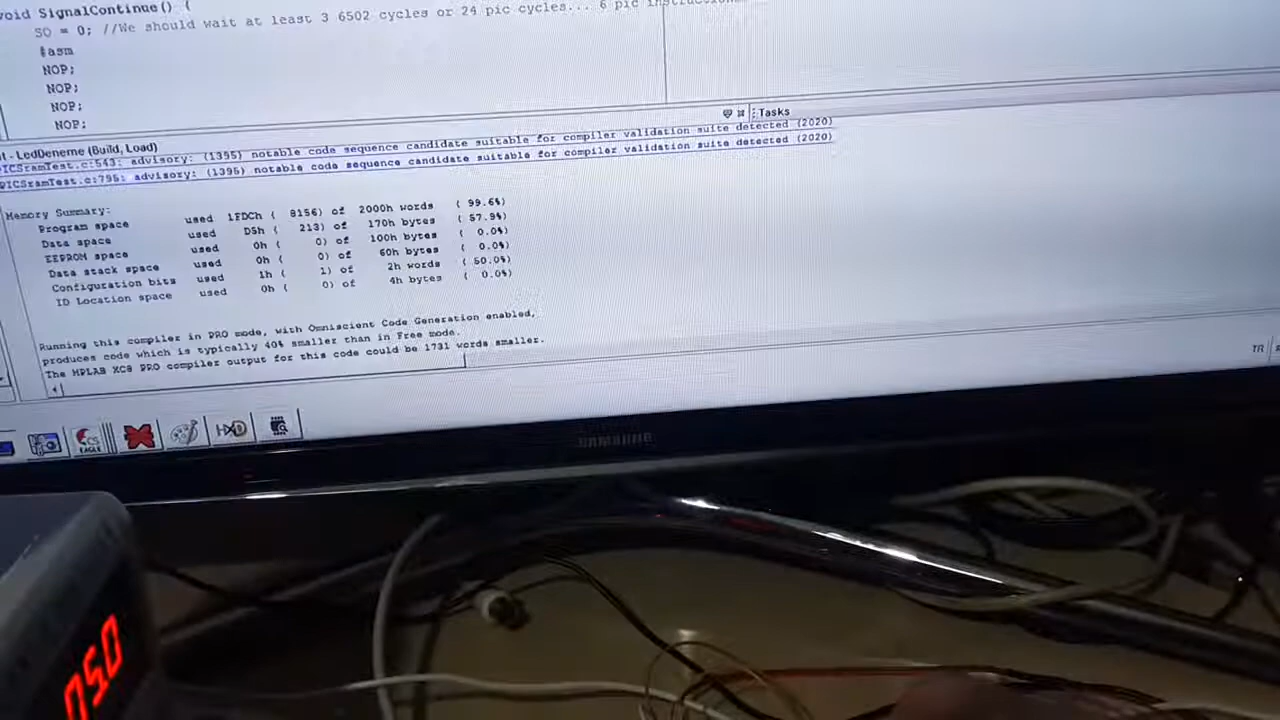 void SignalContinue() {
SO = 0; //We should wait at least 3 6502 cycles or 24 pic cycles... 6 pic
#asm
NOP;
NOP;
NOP;
NOP;
Tasks
- LedDeneme (Build, Load)
PICSramTest.c:543: advisory: (1395) notable code sequence candidate suitable for compiler validation suite detected (2020)
PICSramTest.c:795: advisory: (1395) notable code sequence candidate suitable for compiler validation suite detected (2020)
Memory Summary:
Program space used 1FDCh ( 8156) of 2000h words ( 99.6%)
Data space used D5h ( 213) of 170h bytes ( 57.9%)
EEPROM space used 0h ( 0) of 100h bytes ( 0.0%)
Data stack space used 0h ( 0) of 60h bytes ( 0.0%)
Configuration bits used 1h ( 1) of 2h words ( 50.0%)
ID Location space used 0h ( 0) of 4h bytes ( 0.0%)
Running this compiler in PRO mode, with Omniscient Code Generation enabled,
produces code which is typically 40% smaller than in Free mode.
The MPLAB XC8 PRO compiler output for this code could be 1731 words smaller.
TR
CS
EAGLE
HxD
SAMSUNG